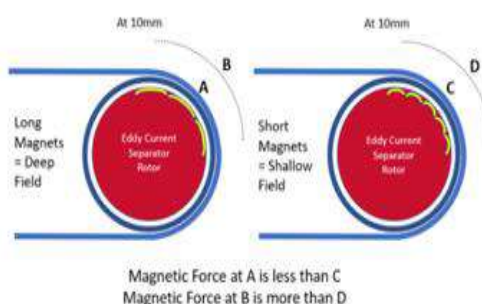 At 10mm
B
A
Long
Magnets
= Deep
Field
Eddy Current
Separator
Rotor
At 10mm
D
C
Short
Magnets
= Shallow
Field
Eddy Current
Separator
Rotor
Magnetic Force at A is less than C
Magnetic Force at B is more than D